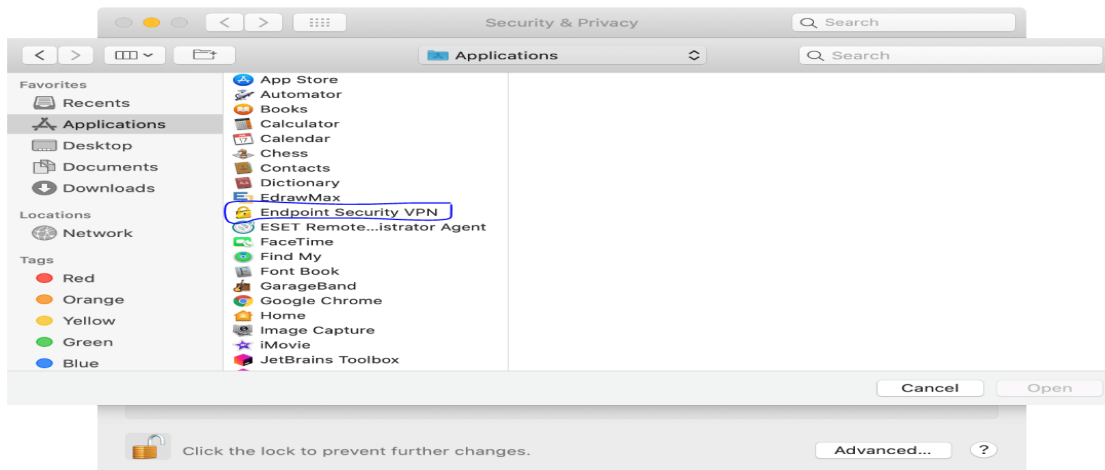 Security & Privacy
Search
Applications
Search
Favorites
Recents
Applications
Desktop
Documents
Downloads
Locations
Network
Tags
Red
Orange
Yellow
Green
Blue
App Store
Automator
Books
Calculator
Calendar
Chess
Contacts
Dictionary
EdrawMax
Endpoint Security VPN
ESET Remote...istrator Agent
FaceTime
Find My
Font Book
GarageBand
Google Chrome
Home
Image Capture
iMovie
JetBrains Toolbox
Cancel
Open
Click the lock to prevent further changes.
Advanced...
?